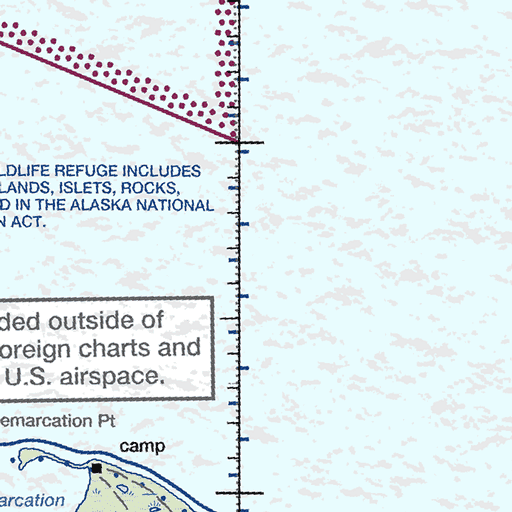 LDLIFE REFUGE INCLUDES
LANDS, ISLETS, ROCKS,
D IN THE ALASKA NATIONAL
N ACT.
ded outside of
oreign charts and
U.S. airspace.
emarcation Pt
camp
arcation